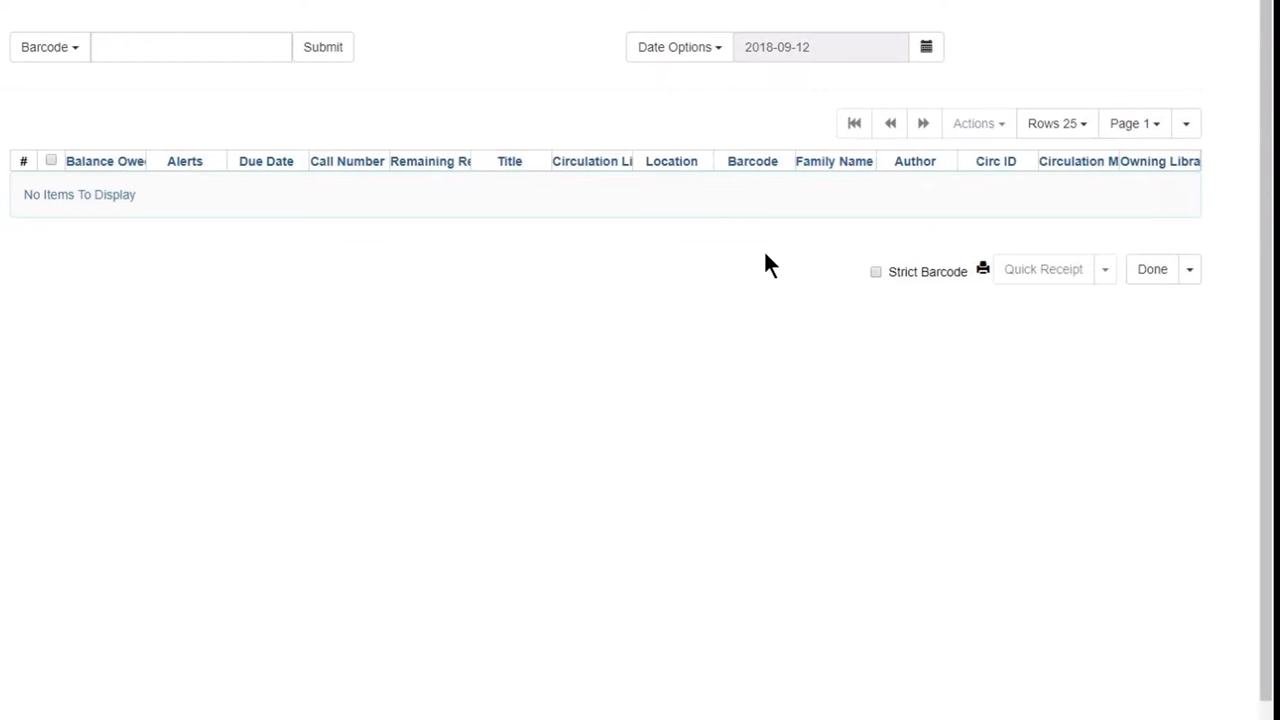 Barcode Submit Date Options 2018-09-12
Actions Rows 25 Page 1
# Balance Owe Alerts Due Date Call Number Remaining Re Title Circulation Li Location Barcode Family Name Author Circ ID Circulation M Owning Libra
No Items To Display
Strict Barcode Quick Receipt Done